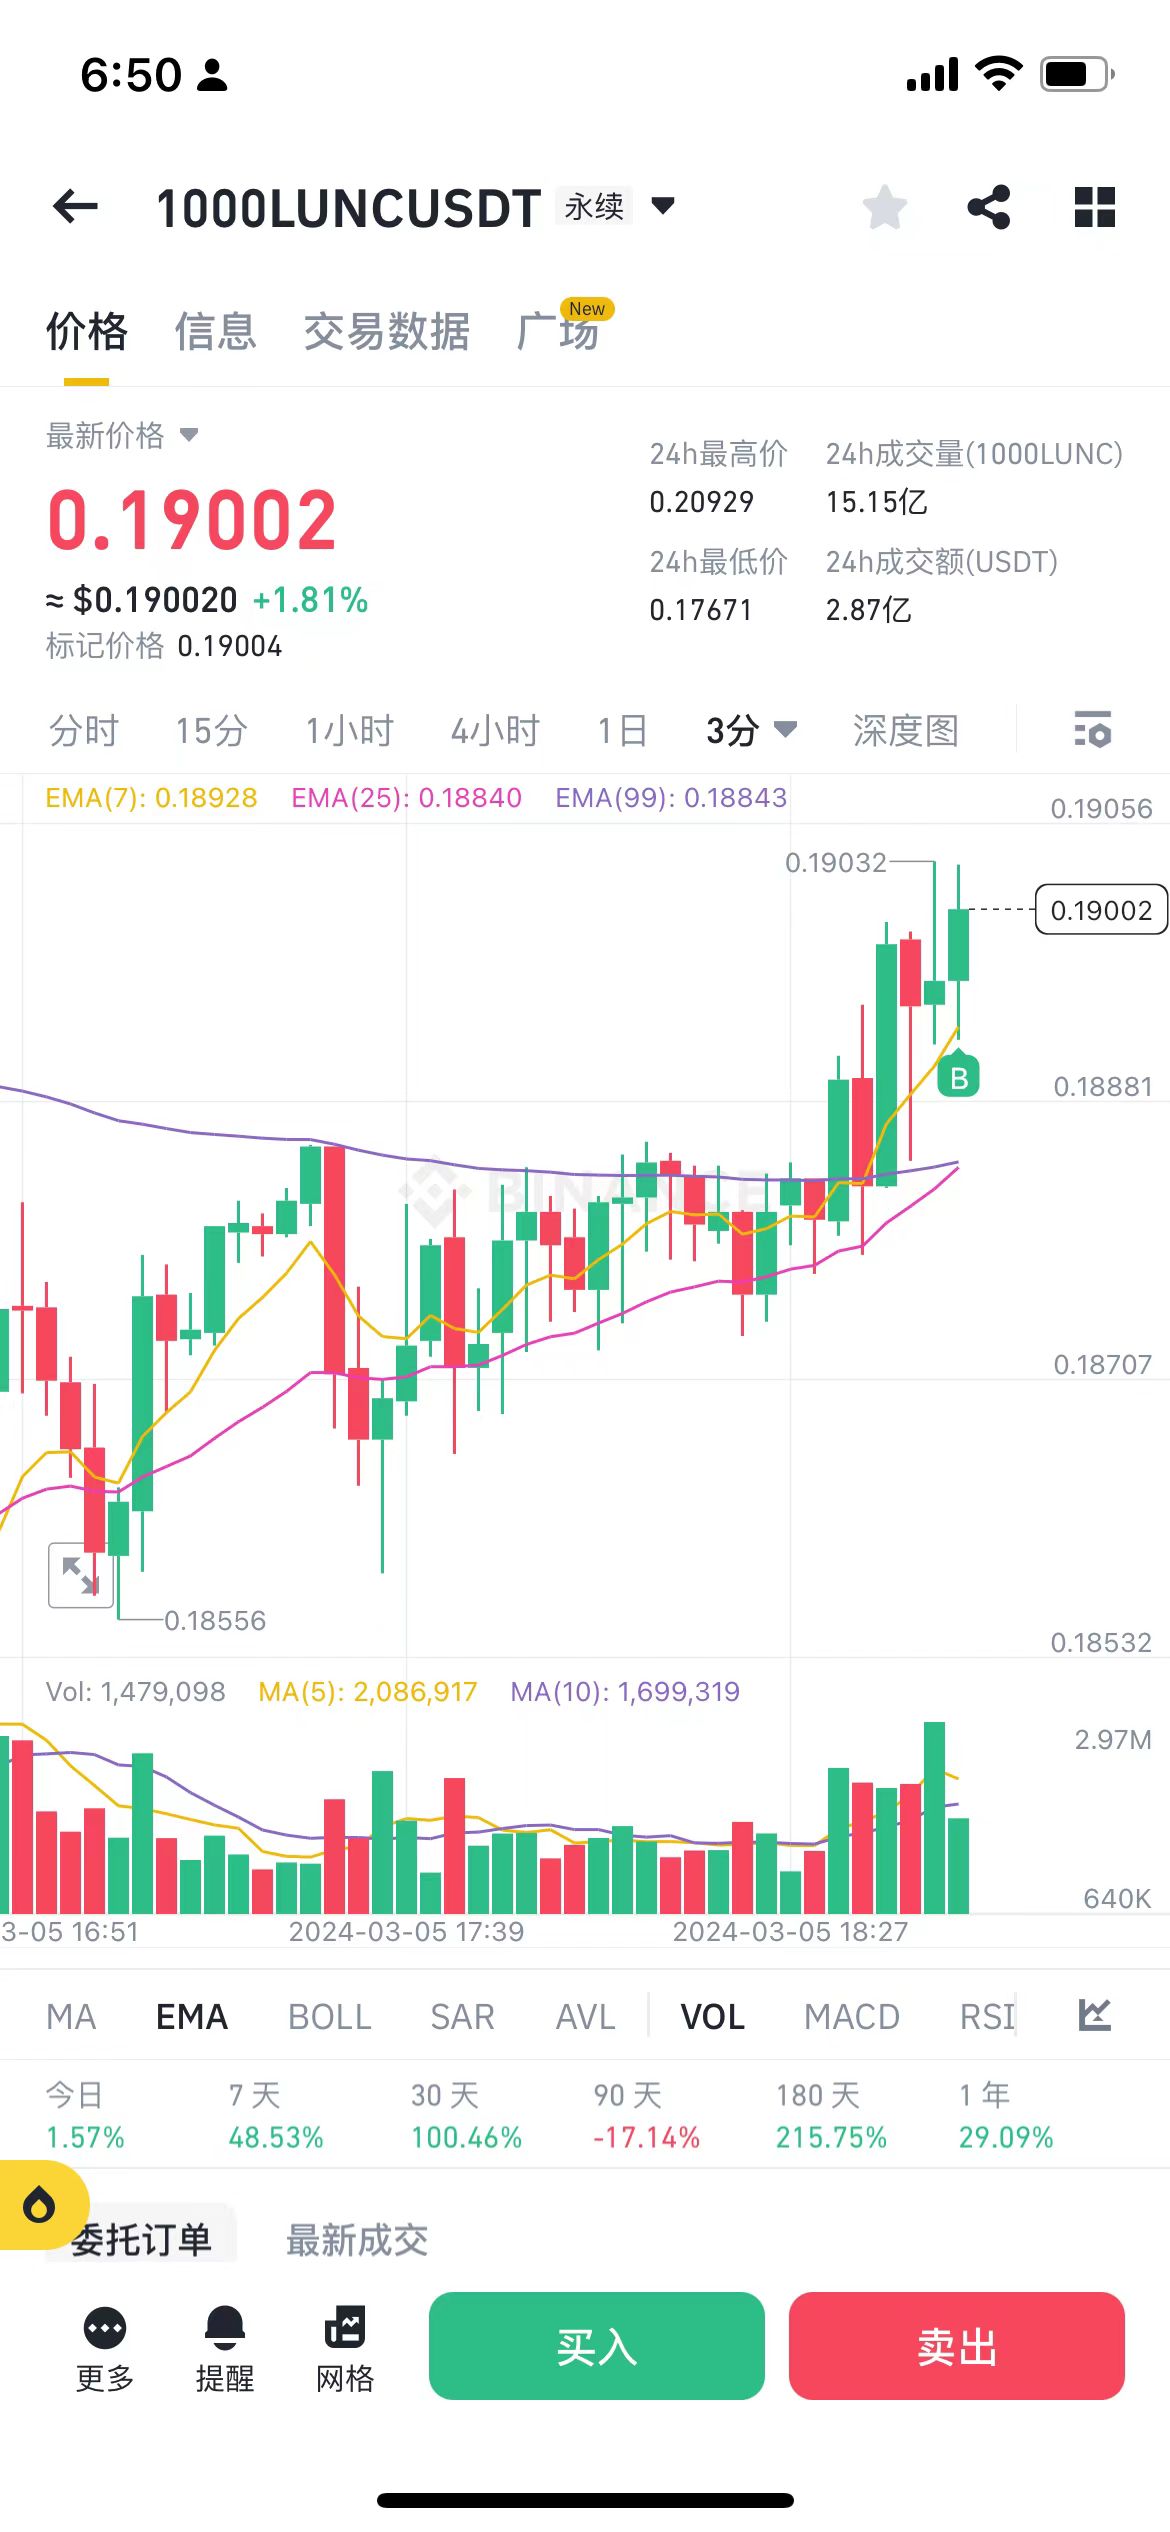 6:50
1000LUNCUSDT 永续
价格 信息 交易数据 广场 New
最新价格
0.19002
≈ $0.190020 +1.81%
标记价格 0.19004
24h最高价 24h成交量(1000LUNC)
0.20929 15.15亿
24h最低价 24h成交额(USDT)
0.17671 2.87亿
分时 15分 1小时 4小时 1日 3分 深度图
EMA(7): 0.18928 EMA(25): 0.18840 EMA(99): 0.18843
0.19056
0.19032
0.19002
B
0.18881
BINANCE
0.18707
0.18556
0.18532
Vol: 1,479,098 MA(5): 2,086,917 MA(10): 1,699,319
2.97M
640K
3-05 16:51 2024-03-05 17:39 2024-03-05 18:27
MA EMA BOLL SAR AVL VOL MACD RSI
今日 7 天 30 天 90 天 180 天 1 年
1.57% 48.53% 100.46% -17.14% 215.75% 29.09%
委托订单 最新成交
更多 提醒 网格 买入 卖出